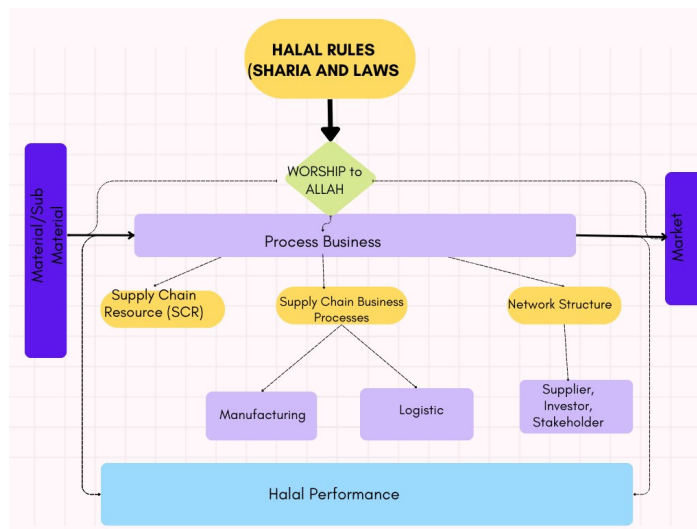 HALAL RULES
(SHARIA AND LAWS
WORSHIP to
ALLAH
Material/Sub
Material
Process Business
Market
Supply Chain
Resource (SCR)
Supply Chain Business
Processes
Network Structure
Manufacturing
Logistic
Supplier,
Investor,
Stakeholder
Halal Performance